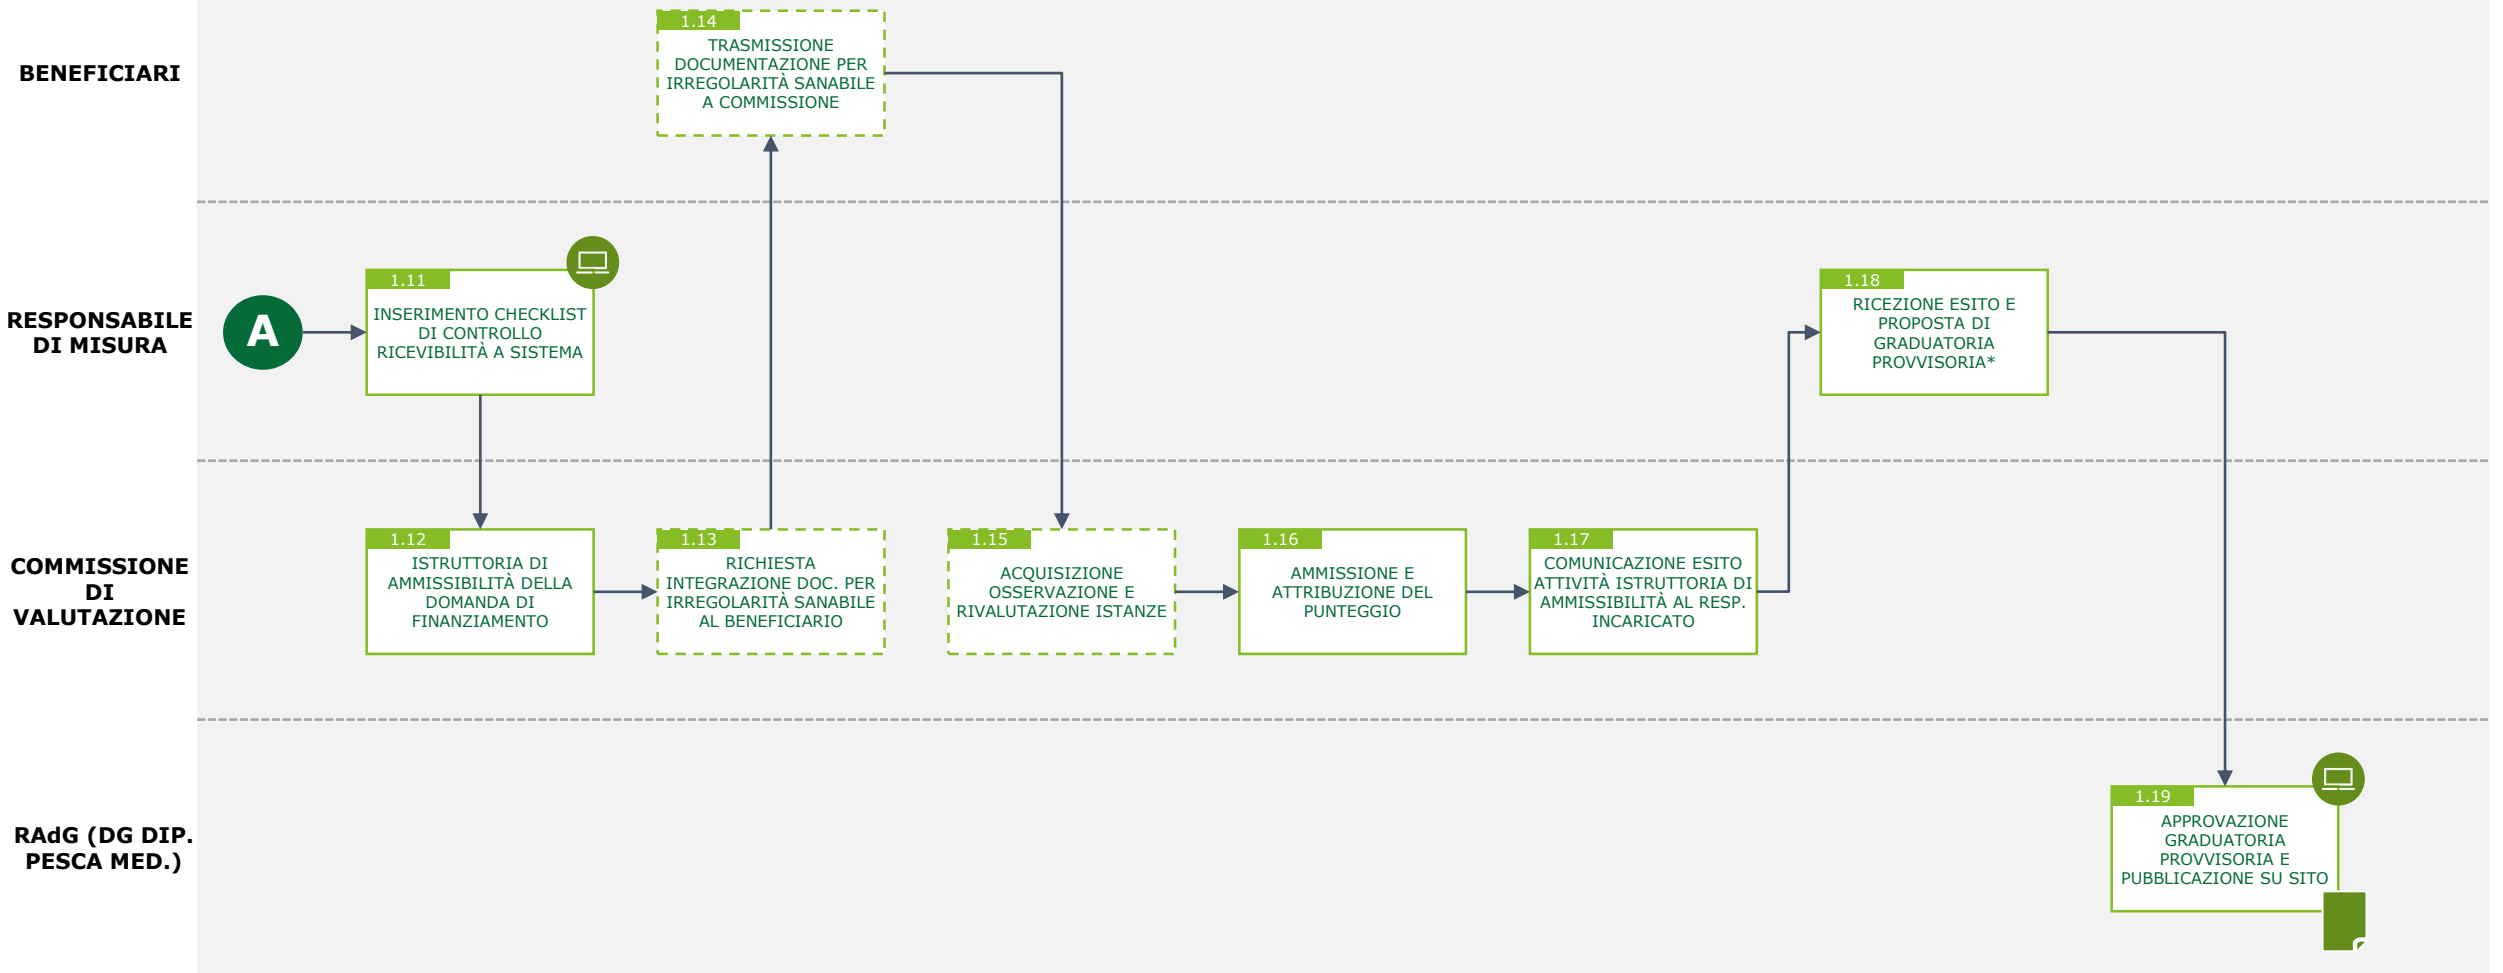 BENEFICIARI
1.14
TRASMISSIONE
DOCUMENTAZIONE PER
IRREGOLARITÀ SANABILE
A COMMISSIONE
RESPONSABILE
DI MISURA
A
1.11
INSERIMENTO CHECKLIST
DI CONTROLLO
RICEVIBILITÀ A SISTEMA
1.18
RICEZIONE ESITO E
PROPOSTA DI
GRADUATORIA
PROVVISORIA*
COMMISSIONE
DI
VALUTAZIONE
1.12
ISTRUTTORIA DI
AMMISSIBILITÀ DELLA
DOMANDA DI
FINANZIAMENTO
1.13
RICHIESTA
INTEGRAZIONE DOC. PER
IRREGOLARITÀ SANABILE
AL BENEFICIARIO
1.15
ACQUISIZIONE
OSSERVAZIONE E
RIVALUTAZIONE ISTANZE
1.16
AMMISSIONE E
ATTRIBUZIONE DEL
PUNTEGGIO
1.17
COMUNICAZIONE ESITO
ATTIVITÀ ISTRUTTORIA DI
AMMISSIBILITÀ AL RESP.
INCARICATO
RAdG (DG DIP.
PESCA MED.)
1.19
APPROVAZIONE
GRADUATORIA
PROVVISORIA E
PUBBLICAZIONE SU SITO